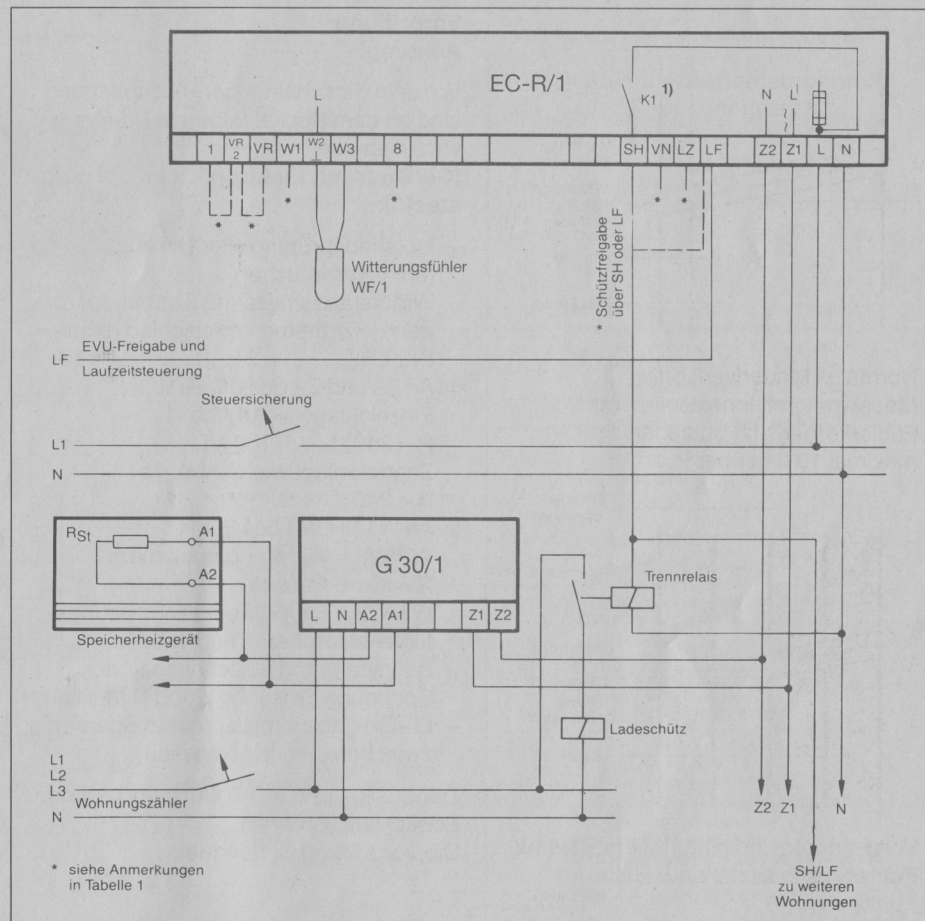 EC-R/1
L
K1 1)
N
L'
1
VR 2
VR
W1
W2
W3
8
SH
VN
LZ
LF
Z2
Z1
L
N
*
*
*
*
*
*
Witterungsfühler
WF/1
* Schützfreigabe
über SH oder LF
LF
EVU-Freigabe und
Laufzeitsteuerung
Steuersicherung
L1
N
RSt
A1
A2
Speicherheizgerät
G 30/1
L
N
A2
A1
Z1
Z2
Trennrelais
Ladeschütz
L1
L2
L3
Wohnungszähler
N
Z2
Z1
N
* siehe Anmerkungen
in Tabelle 1
SH/LF
zu weiteren
Wohnungen